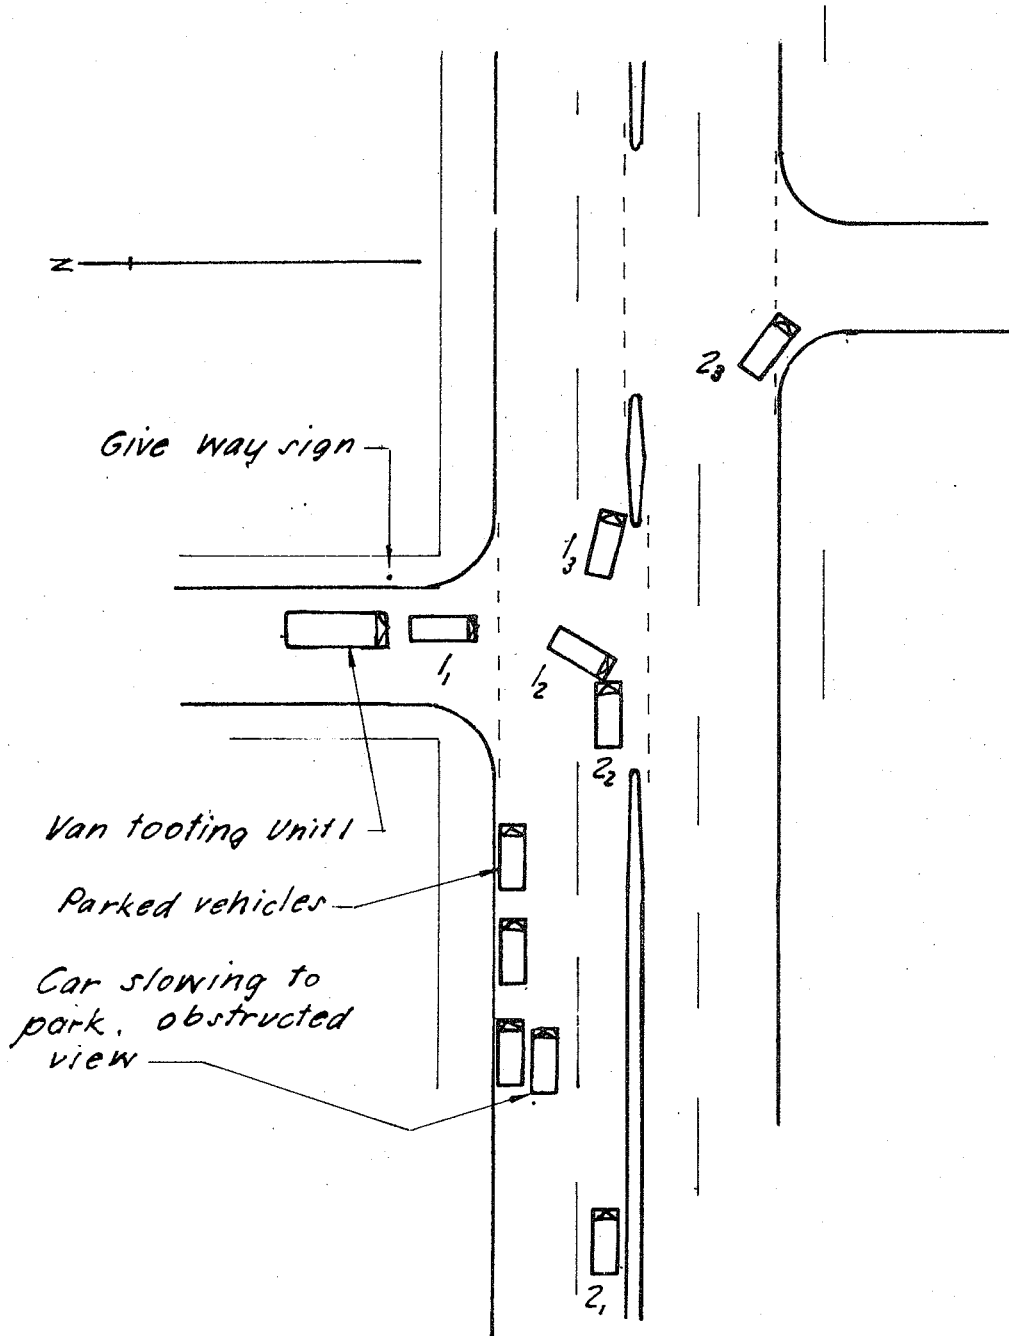 N
2₃
Give way sign
1₃
1₁
1₂
2₂
Van tooting Unit 1
Parked vehicles
Car slowing to
park, obstructed
view
2₁